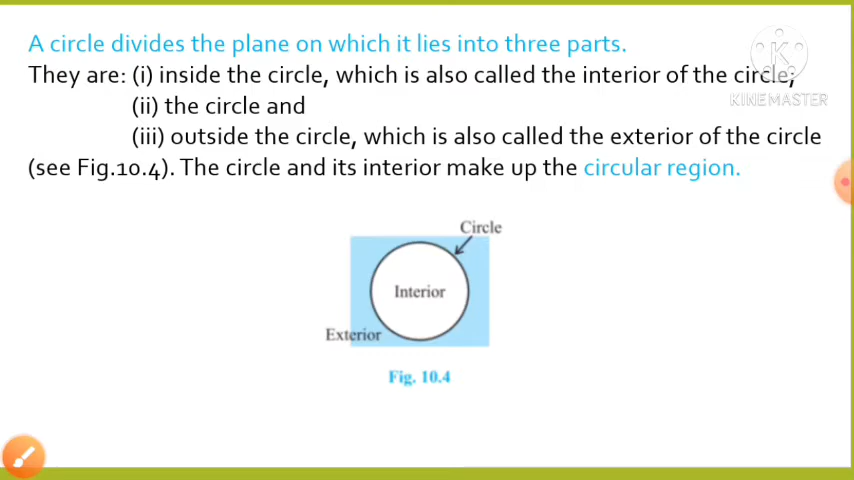 A circle divides the plane on which it lies into three parts.
They are: (i) inside the circle, which is also called the interior of the circle;
KINEMASTER
(ii) the circle and
(iii) outside the circle, which is also called the exterior of the circle
(see Fig.10.4). The circle and its interior make up the circular region.
Circle
Interior
Exterior
Fig. 10.4